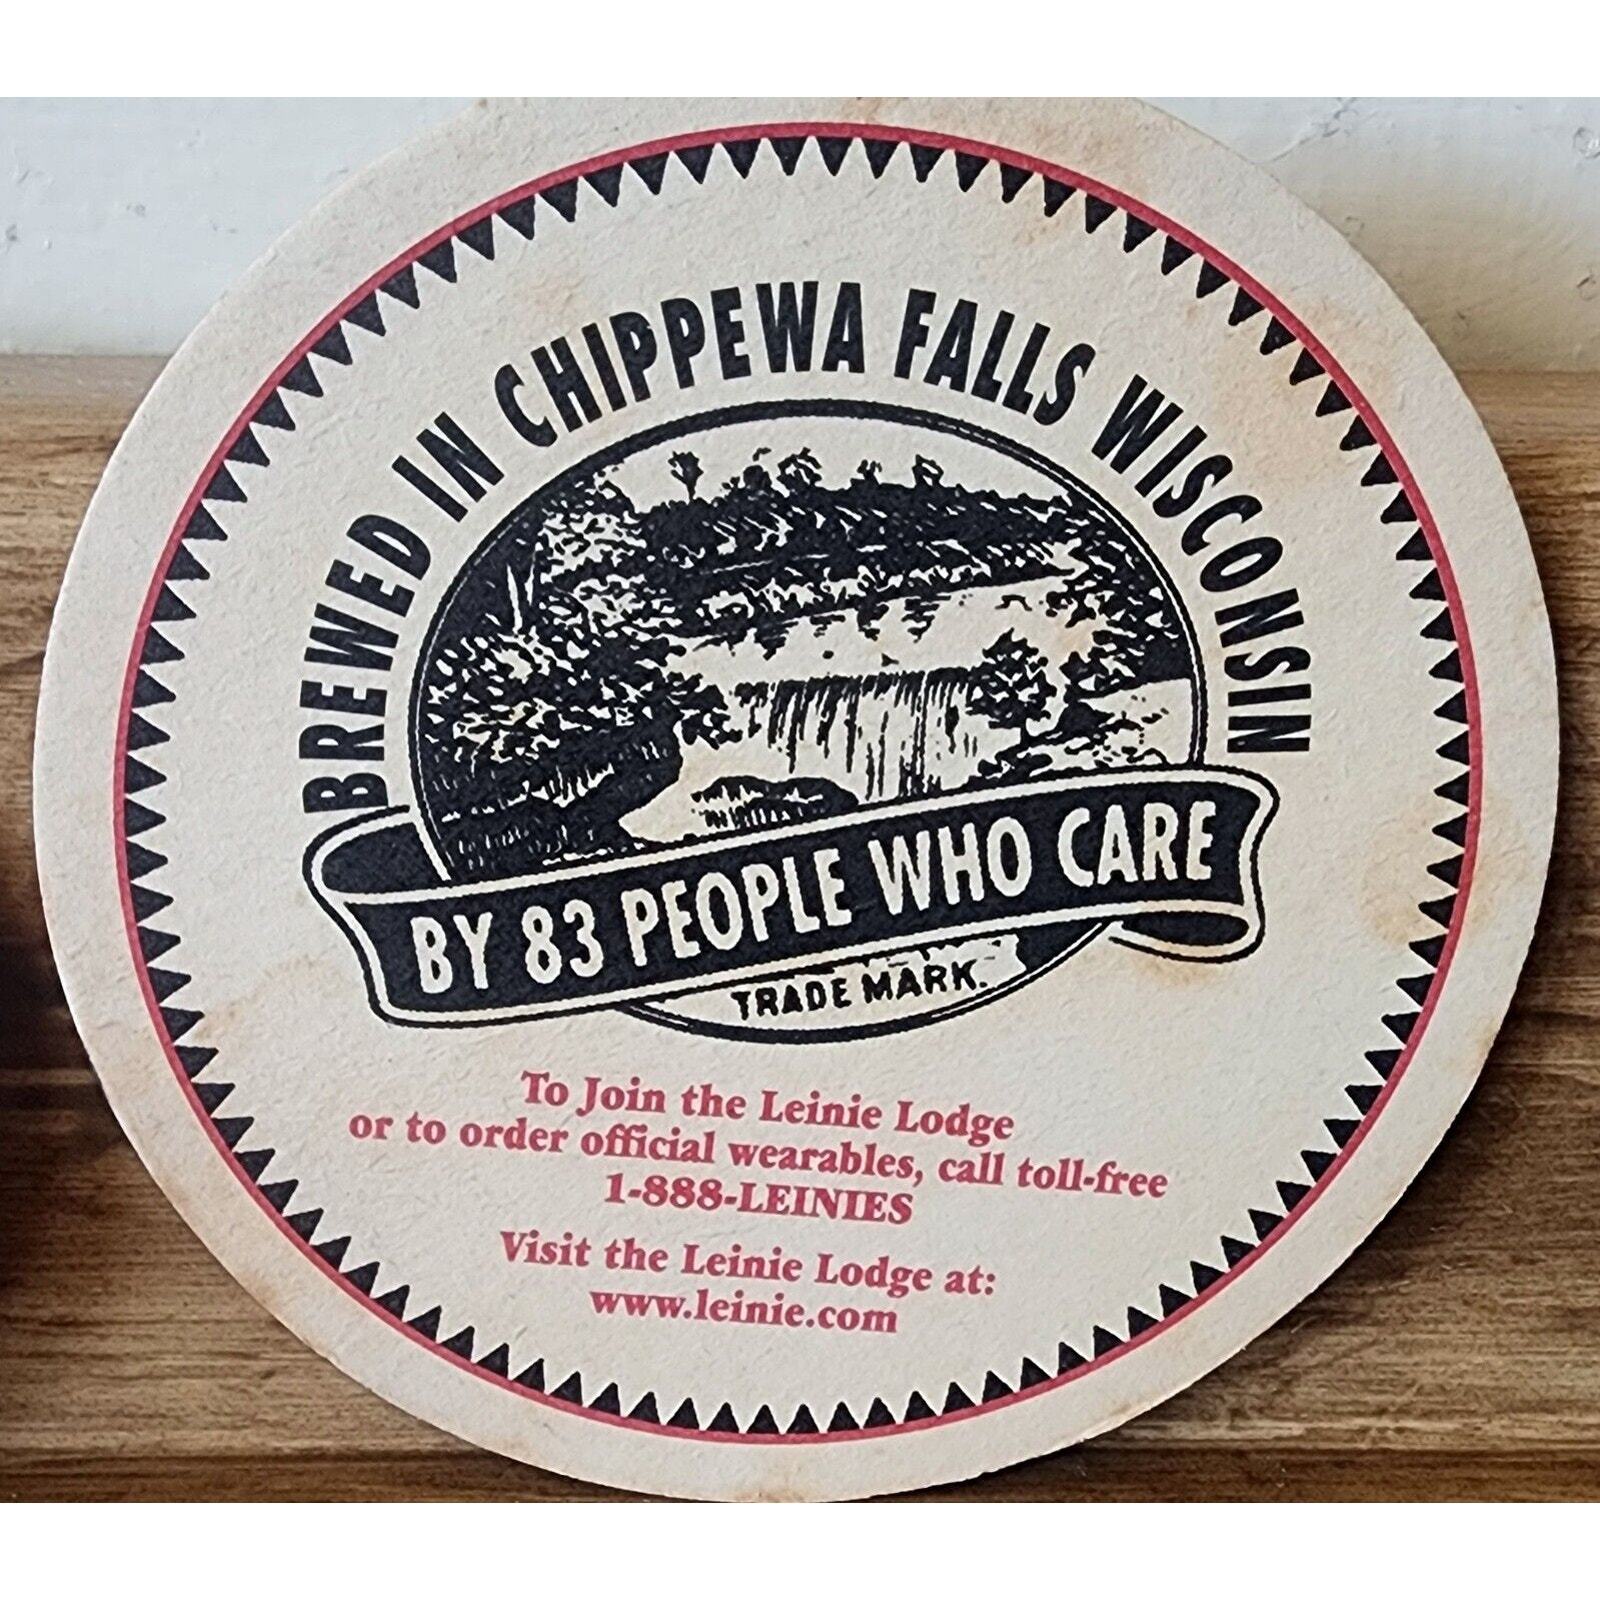 BREWED IN CHIPPEWA FALLS WISCONSIN
BY 83 PEOPLE WHO CARE
TRADE MARK.
To Join the Leinie Lodge
or to order official wearables, call toll-free
1-888-LEINIES
Visit the Leinie Lodge at:
www.leinie.com